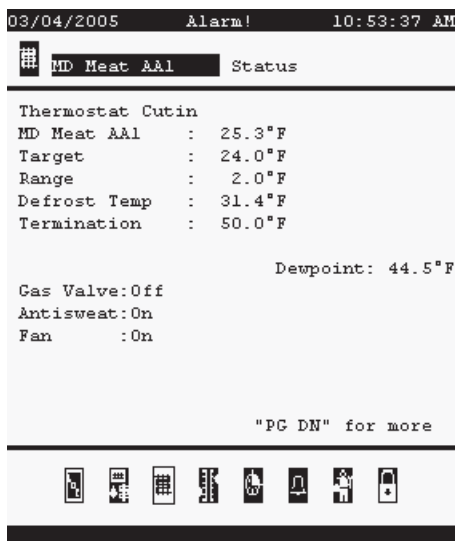 03/04/2005 Alarm! 10:53:37 AM
MD Meat AA1 Status
Thermostat Cutin
MD Meat AA1 : 25.3°F
Target : 24.0°F
Range : 2.0°F
Defrost Temp : 31.4°F
Termination : 50.0°F
Dewpoint: 44.5°F
Gas Valve:Off
Antisweat:On
Fan :On
"PG DN" for more